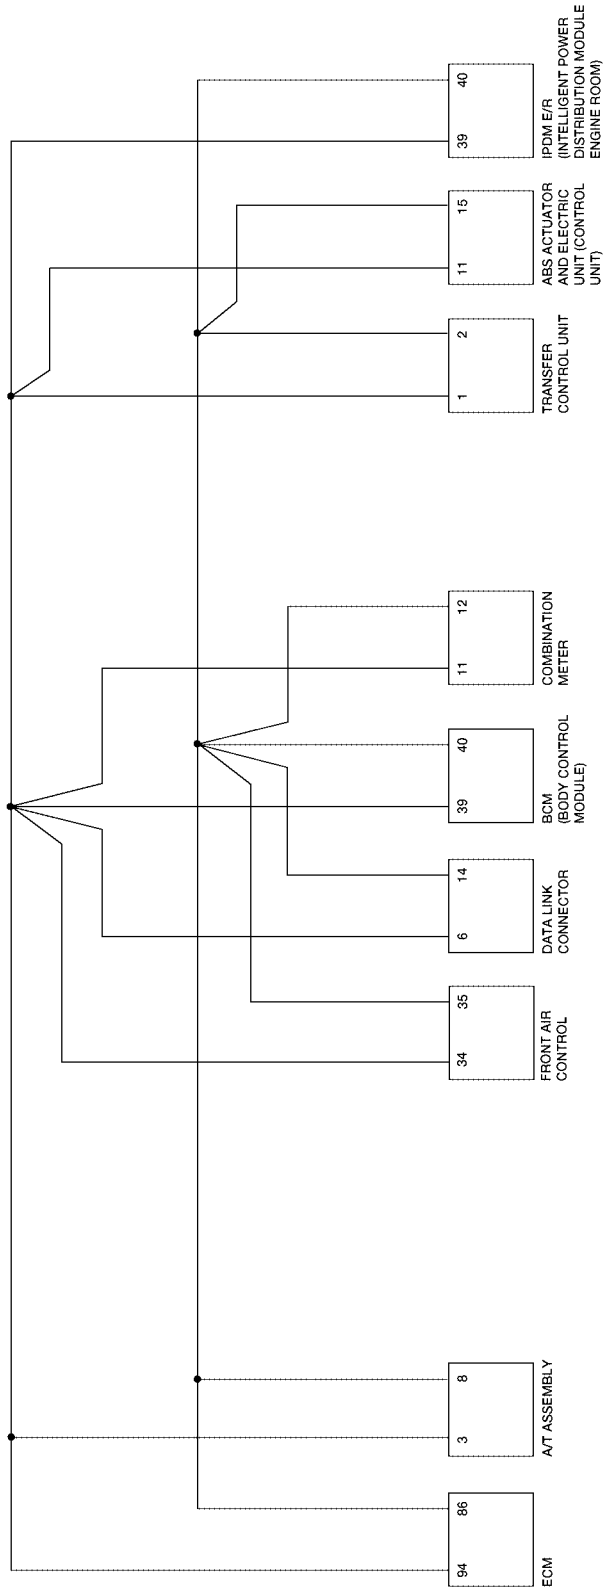 94
86
ECM
3
8
A/T ASSEMBLY
34
35
FRONT AIR
CONTROL
6
14
DATA LINK
CONNECTOR
39
40
BCM
(BODY CONTROL
MODULE)
11
12
COMBINATION
METER
1
2
TRANSFER
CONTROL UNIT
11
15
ABS ACTUATOR
AND ELECTRIC
UNIT (CONTROL
UNIT)
39
40
IPDM E/R
(INTELLIGENT POWER
DISTRIBUTION MODULE
ENGINE ROOM)